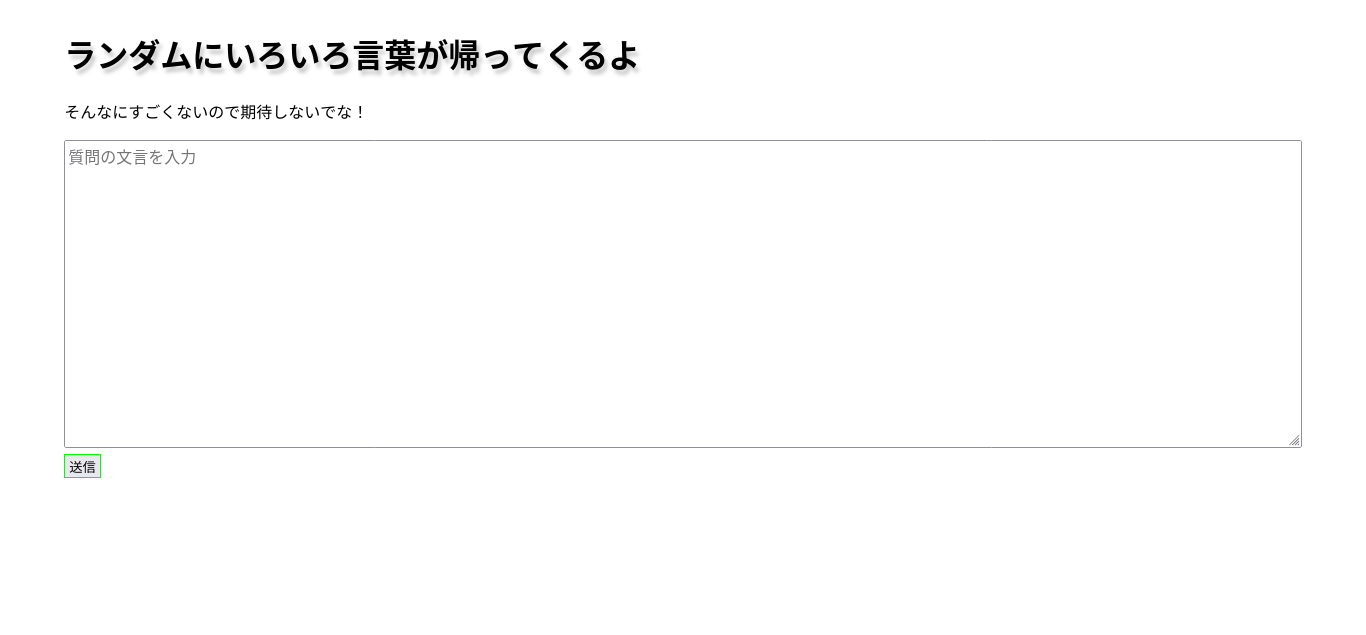 ランダムにいろいろ言葉が帰ってくるよ
そんなにすごくないので期待しないでな！
質問の文言を入力
送信